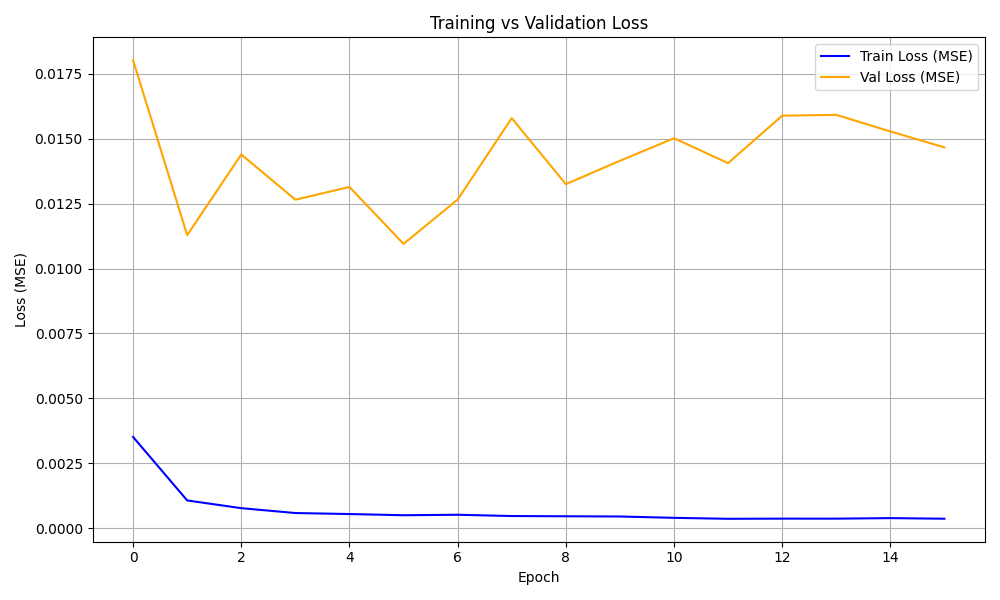 Training vs Validation Loss
Train Loss (MSE)
Val Loss (MSE)
Loss (MSE)
0.0175
0.0150
0.0125
0.0100
0.0075
0.0050
0.0025
0.0000
0 2 4 6 8 10 12 14
Epoch